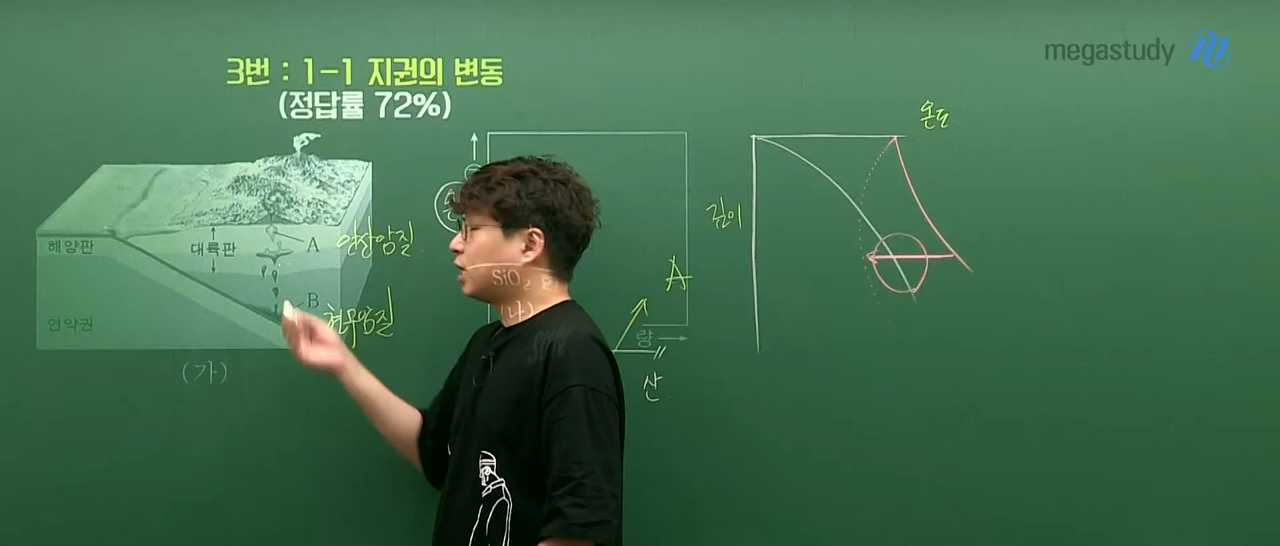 megastudy
3번 : 1-1 지권의 변동
(정답률 72%)
온도
해양판
대륙판
A 안산암질
깊이
SiO₂
A
연약권
B 현무암질
(나)
량
(가)
산